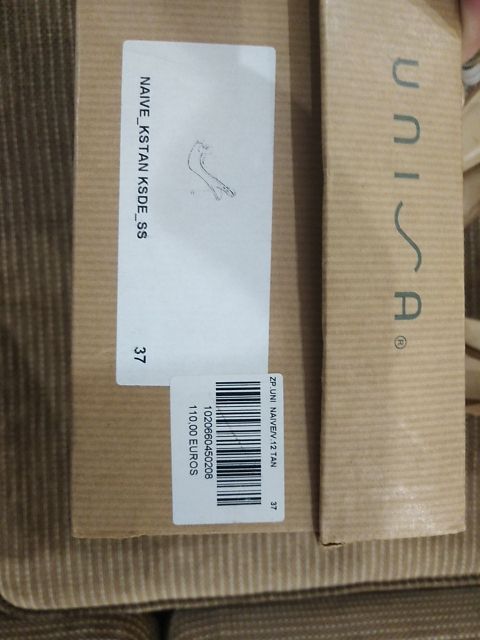 UNISA®
NAIVE_KSTAN KSDE_SS
37
ZP.UNI NAIVE/V.12 TAN 37
1020660450208
110,00 EUROS